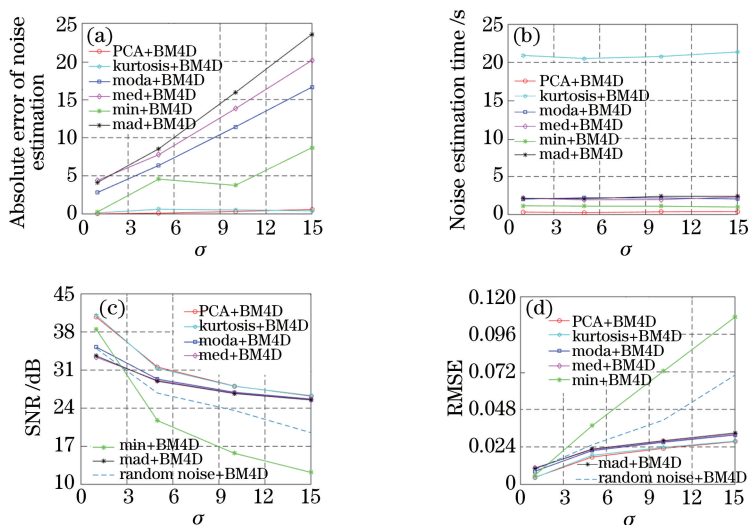 (a)
25
20
15
10
5
0
0 3 6 9 12 15
σ
Absolute error of noise
estimation
PCA+BM4D
kurtosis+BM4D
moda+BM4D
med+BM4D
min+BM4D
mad+BM4D
(b)
25
20
15
10
5
0
0 3 6 9 12 15
σ
Noise estimation time /s
PCA+BM4D
kurtosis+BM4D
moda+BM4D
med+BM4D
min+BM4D
mad+BM4D
(c)
45
38
31
24
17
10
0 3 6 9 12 15
σ
SNR /dB
PCA+BM4D
kurtosis+BM4D
moda+BM4D
med+BM4D
min+BM4D
mad+BM4D
random noise+BM4D
(d)
0.120
0.096
0.072
0.048
0.024
0
0 3 6 9 12 15
σ
RMSE
PCA+BM4D
kurtosis+BM4D
moda+BM4D
med+BM4D
min+BM4D
mad+BM4D
random noise+BM4D